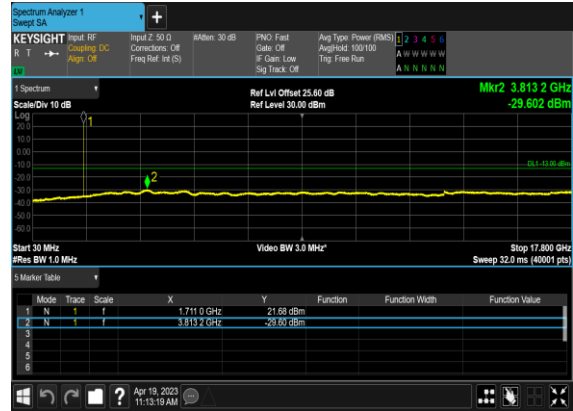 Spectrum Analyzer 1
Swept SA
+
KEYSIGHT Input: RF Input Z: 50 Ω #Atten: 30 dB PNO: Fast Avg Type: Power (RMS) 1 2 3 4 5 6
R T Coupling: DC Corrections: Off Gate: Off Avg|Hold: 100/100 A W W W W W
Align: Off Freq Ref: Int (S) IF Gain: Low Trig: Free Run
LW Sig Track: Off A N N N N N
1 Spectrum Ref Lvl Offset 25.60 dB Mkr2 3.813 2 GHz
Scale/Div 10 dB Ref Level 30.00 dBm -29.602 dBm
Log
1
20.0
10.0
0.00
-10.0 DL1 -13.00 dBm
-20.0 2
-30.0
-40.0
-50.0
-60.0
Start 30 MHz Video BW 3.0 MHz* Stop 17.800 GHz
#Res BW 1.0 MHz Sweep 32.0 ms (40001 pts)
5 Marker Table
Mode Trace Scale X Y Function Function Width Function Value
1 N 1 f 1.711 0 GHz 21.68 dBm
2 N 1 f 3.813 2 GHz -29.60 dBm
3
4
5
6
? Apr 19, 2023
11:13:19 AM